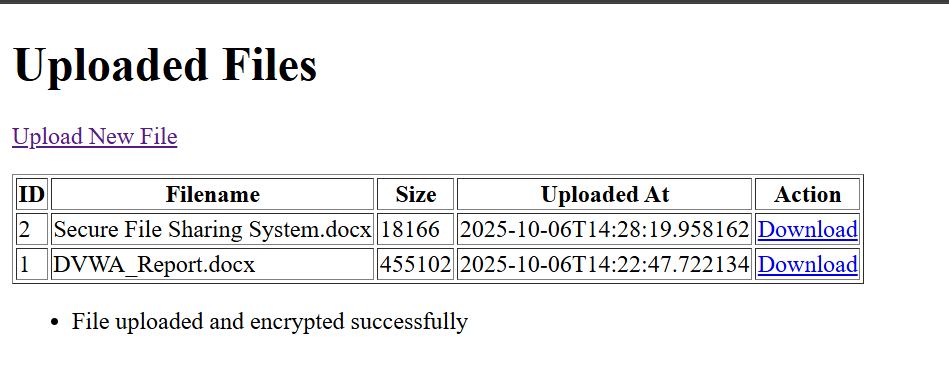 Uploaded Files
Upload New File
ID Filename Size Uploaded At Action
2 Secure File Sharing System.docx 18166 2025-10-06T14:28:19.958162 Download
1 DVWA_Report.docx 455102 2025-10-06T14:22:47.722134 Download
• File uploaded and encrypted successfully